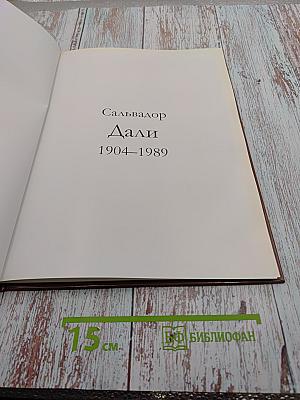 Сальвадор
Дали
1904–1989
15 см
БИБЛИОФАН